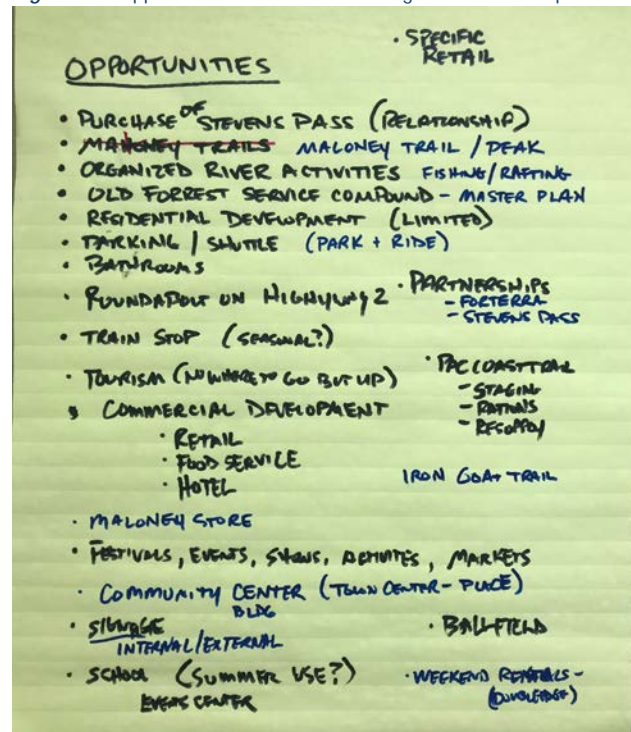 · SPECIFIC
RETAIL
OPPORTUNITIES
· PURCHASE OF STEVENS PASS (RELATIONSHIP)
· MAHONEY TRAILS MALONEY TRAIL / PEAK
· ORGANIZED RIVER ACTIVITIES FISHING/RAFTING
· OLD FORREST SERVICE COMPOUND - MASTER PLAN
· RESIDENTIAL DEVELOPMENT (LIMITED)
· PARKING / SHUTTLE (PARK + RIDE)
· BATHROOMS
· ROUNDABOUT ON HIGHWAY 2
· PARTNERSHIPS
- FORTERRA
- STEVENS PASS
· TRAIN STOP (SEASONAL?)
· TOURISM (NOWHERE TO GO BUT UP)
· PAC COAST TRAIL
- STAGING
- RATIONS
- RESUPPLY
· COMMERCIAL DEVELOPMENT
· RETAIL
· FOOD SERVICE
· HOTEL
IRON GOAT TRAIL
· MALONEY STORE
· FESTIVALS, EVENTS, SHOWS, ACTIVITES, MARKETS
· COMMUNITY CENTER (TOWN CENTER - PLACE)
BLDG
· SIGNAGE
INTERNAL/EXTERNAL
· BALLFIELD
· SCHOOL (SUMMER USE?)
EVENTS CENTER
· WEEKEND RENTALS -